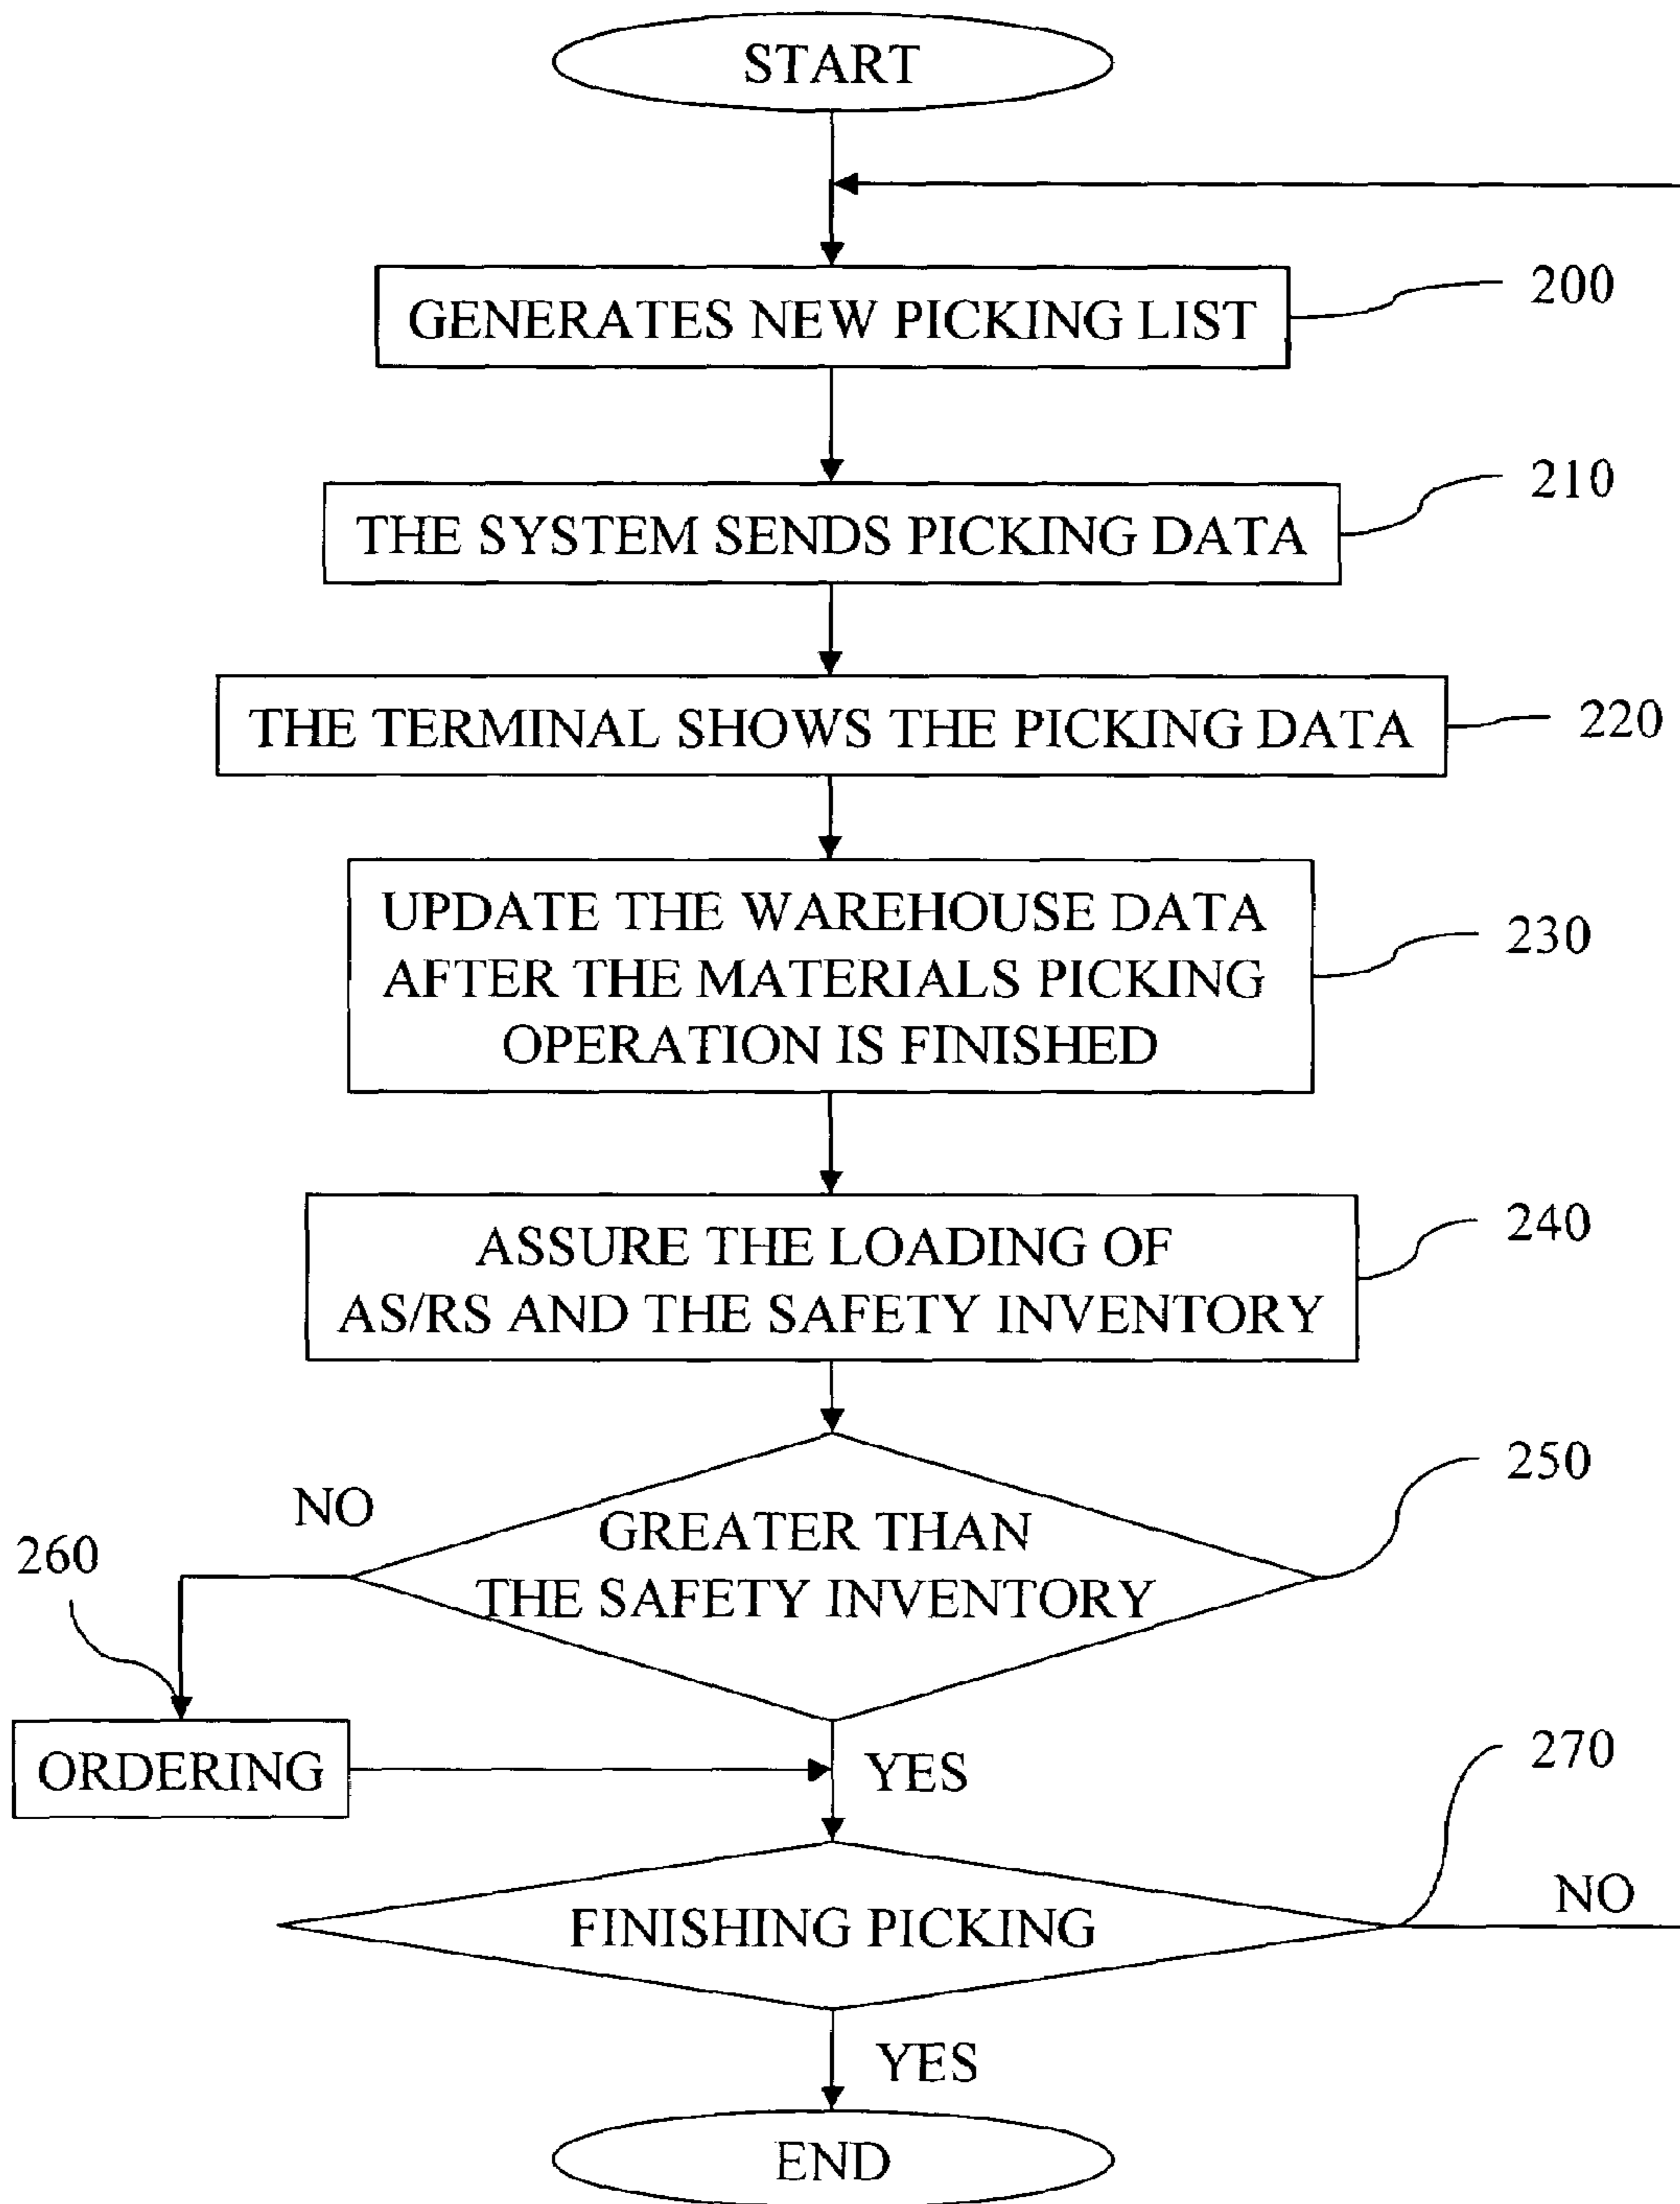 START
GENERATES NEW PICKING LIST
200
THE SYSTEM SENDS PICKING DATA
210
THE TERMINAL SHOWS THE PICKING DATA
220
UPDATE THE WAREHOUSE DATA
AFTER THE MATERIALS PICKING
OPERATION IS FINISHED
230
ASSURE THE LOADING OF
AS/RS AND THE SAFETY INVENTORY
240
GREATER THAN
THE SAFETY INVENTORY
250
NO
260
ORDERING
YES
270
FINISHING PICKING
NO
YES
END